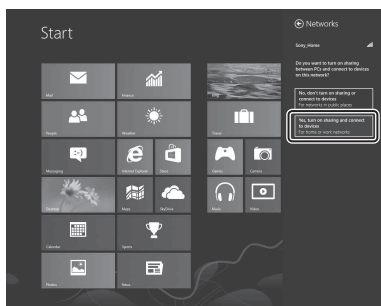 Start
Networks
Sony_Home
Do you want to turn on sharing
between PCs and connect to devices
on this network?
No, don't turn on sharing or
connect to devices
For networks in public places
Yes, turn on sharing and connect
to devices
For home or work networks
Mail
Finance
People
Weather
Travel
Messaging
Internet Explorer
Store
Games
Camera
Desktop
Maps
SkyDrive
Music
Video
Calendar
Sports
Photos
News